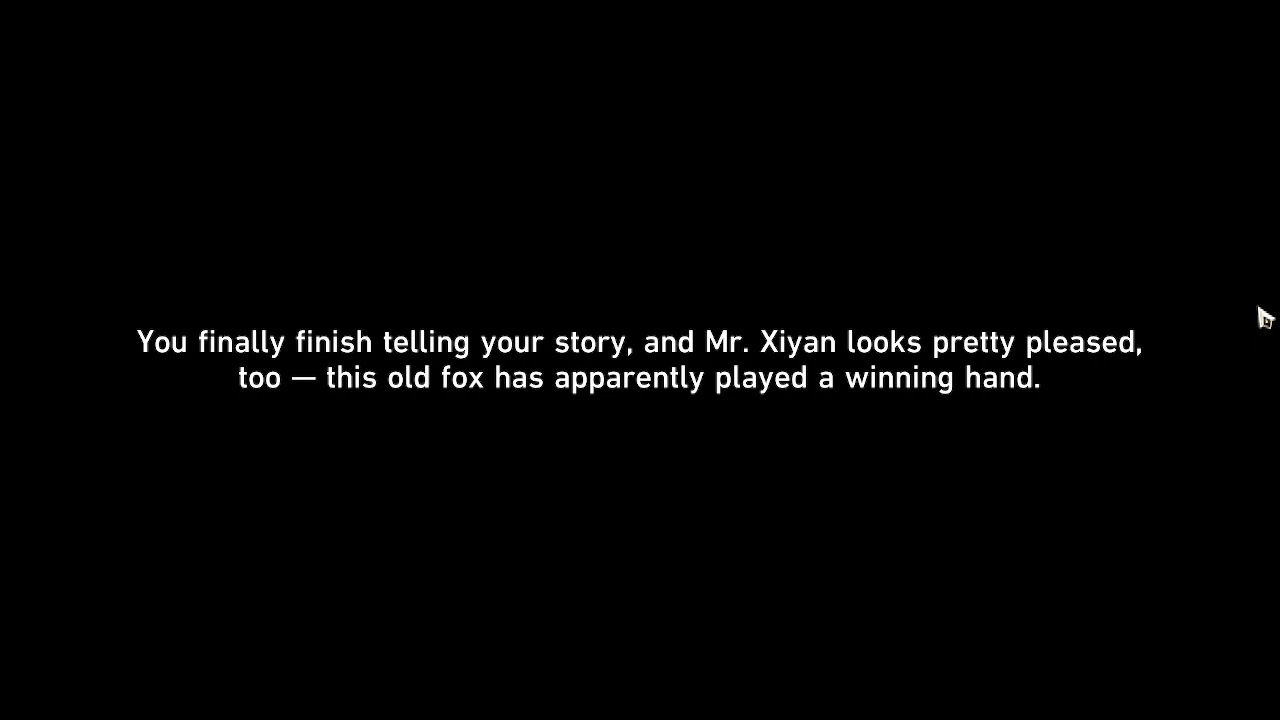 You finally finish telling your story, and Mr. Xiyan looks pretty pleased,
too — this old fox has apparently played a winning hand.